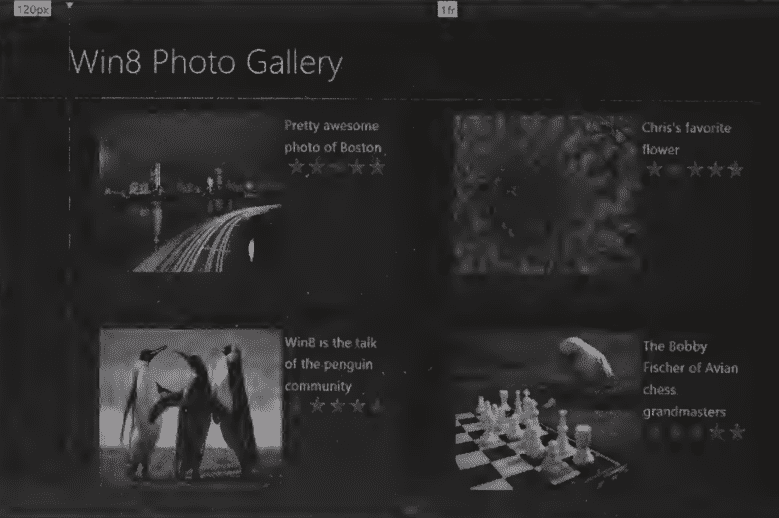 120px
1fr
Win8 Photo Gallery
Pretty awesome
photo of Boston
Chris's favorite
flower
Win8 is the talk
of the penguin
community
The Bobby
Fischer of Avian
chess
grandmasters